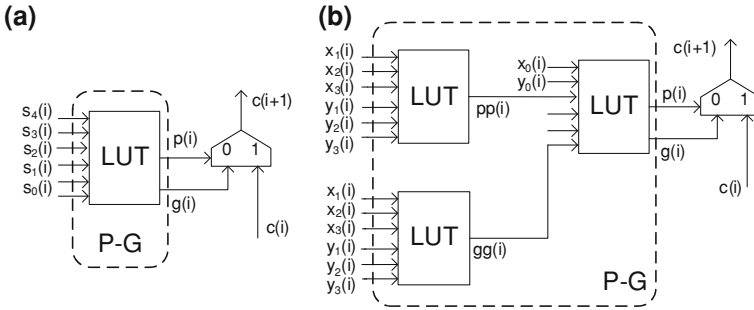 (a)
s4(i)
s3(i)
s2(i)
s1(i)
s0(i)
LUT
P-G
p(i)
g(i)
0 1
c(i+1)
c(i)
(b)
x1(i)
x2(i)
x3(i)
y1(i)
y2(i)
y3(i)
LUT
pp(i)
x1(i)
x2(i)
x3(i)
y1(i)
y2(i)
y3(i)
LUT
gg(i)
x0(i)
y0(i)
LUT
P-G
p(i)
g(i)
0 1
c(i+1)
c(i)